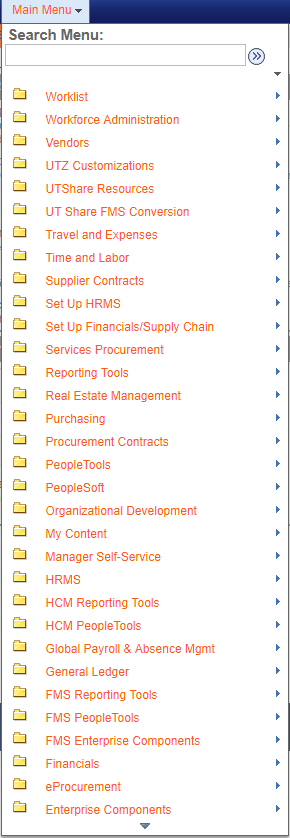 Main Menu
Search Menu:
Worklist
Workforce Administration
Vendors
UTZ Customizations
UTShare Resources
UT Share FMS Conversion
Travel and Expenses
Time and Labor
Supplier Contracts
Set Up HRMS
Set Up Financials/Supply Chain
Services Procurement
Reporting Tools
Real Estate Management
Purchasing
Procurement Contracts
PeopleTools
PeopleSoft
Organizational Development
My Content
Manager Self-Service
HRMS
HCM Reporting Tools
HCM PeopleTools
Global Payroll & Absence Mgmt
General Ledger
FMS Reporting Tools
FMS PeopleTools
FMS Enterprise Components
Financials
eProcurement
Enterprise Components